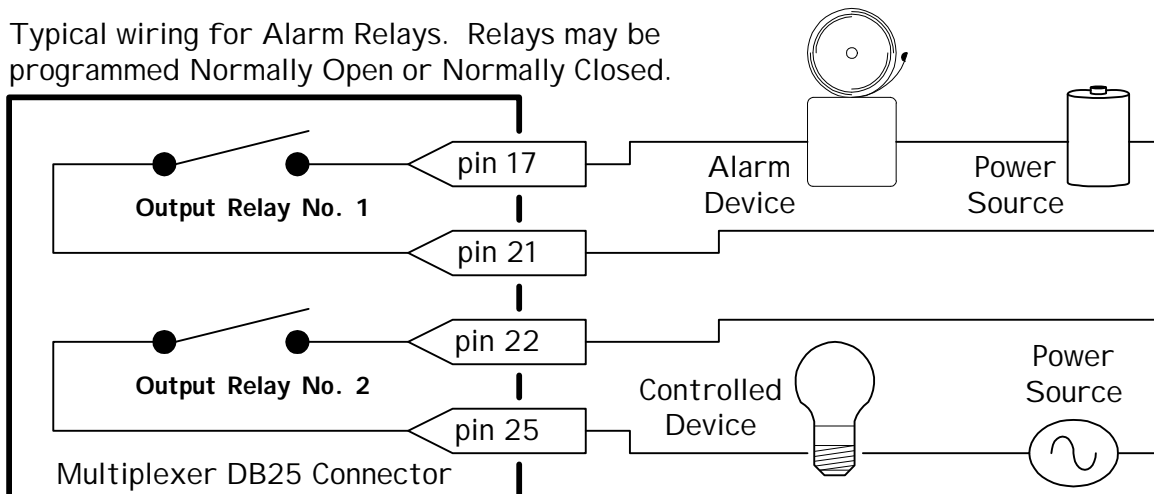 Typical wiring for Alarm Relays.  Relays may be
programmed Normally Open or Normally Closed.
pin 17
Output Relay No. 1
Alarm
Device
Power
Source
pin 21
pin 22
Output Relay No. 2
Controlled
Device
Power
Source
pin 25
Multiplexer DB25 Connector